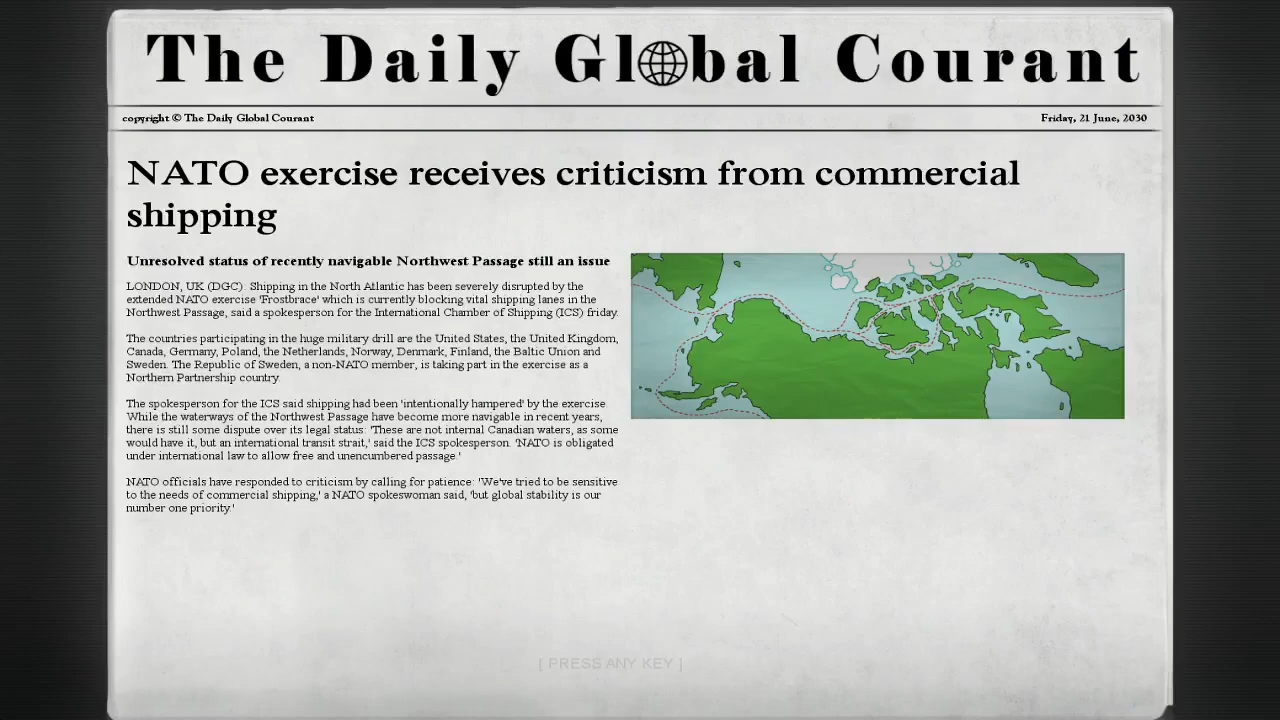 The Daily Global Courant
copyright © The Daily Global Courant
Friday, 21 June, 2030
NATO exercise receives criticism from commercial
shipping
Unresolved status of recently navigable Northwest Passage still an issue
LONDON, UK (DGC). Shipping in the North Atlantic has been severely disrupted by the
extended NATO exercise 'Frostbrace' which is currently blocking vital shipping lanes in the
Northwest Passage, said a spokesperson for the International Chamber of Shipping (ICS) friday.
The countries participating in the huge military drill are the United States, the United Kingdom,
Canada, Germany, Poland, the Netherlands, Norway, Denmark, Finland, the Baltic Union and
Sweden. The Republic of Sweden, a non-NATO member, is taking part in the exercise as a
Northern Partnership country.
The spokesperson for the ICS said shipping had been 'intentionally hampered' by the exercise.
While the waterways of the Northwest Passage have become more navigable in recent years,
there is still some dispute over its legal status: 'These are not internal Canadian waters, as some
would have it, but an international transit strait,' said the ICS spokesperson. 'NATO is obligated
under international law to allow free and unencumbered passage.'
NATO officials have responded to criticism by calling for patience: 'We've tried to be sensitive
to the needs of commercial shipping,' a NATO spokeswoman said, 'but global stability is our
number one priority.'
[ PRESS ANY KEY ]